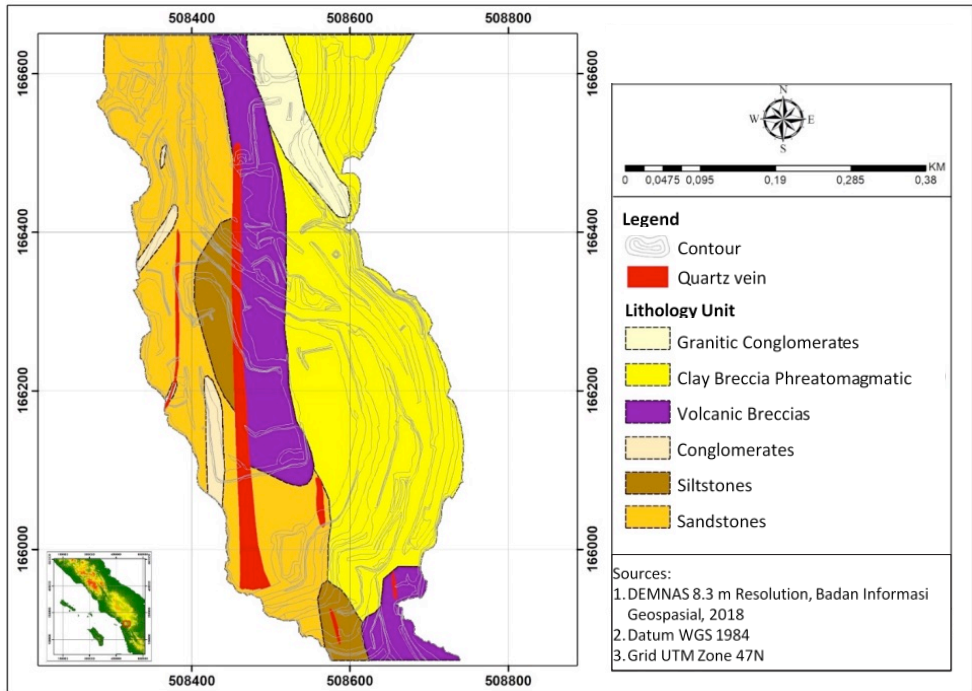 508400 508600 508800
166600
166400
166200
166000
166600
166400
166200
166000
508400 508600 508800
N
W E
S
KM
0 0,0475 0,095 0,19 0,285 0,38
Legend
Contour
Quartz vein
Lithology Unit
Granitic Conglomerates
Clay Breccia Phreatomagmatic
Volcanic Breccias
Conglomerates
Siltstones
Sandstones
Sources:
1. DEMNAS 8.3 m Resolution, Badan Informasi
Geospasial, 2018
2. Datum WGS 1984
3. Grid UTM Zone 47N